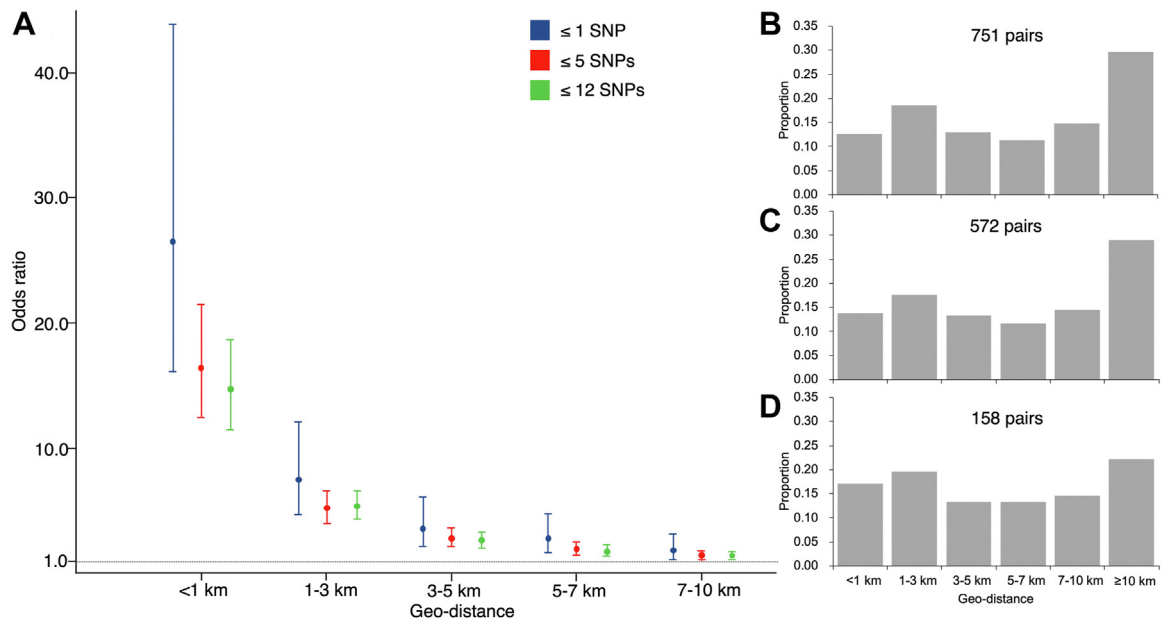 A
≤ 1 SNP
≤ 5 SNPs
≤ 12 SNPs
40.0
30.0
20.0
10.0
1.0
Odds ratio
<1 km
1-3 km
3-5 km
5-7 km
7-10 km
Geo-distance
B
751 pairs
0.35
0.30
0.25
0.20
0.15
0.10
0.05
0.00
Proportion
C
572 pairs
0.35
0.30
0.25
0.20
0.15
0.10
0.05
0.00
Proportion
D
158 pairs
0.35
0.30
0.25
0.20
0.15
0.10
0.05
0.00
Proportion
<1 km
1-3 km
3-5 km
5-7 km
7-10 km
≥10 km
Geo-distance